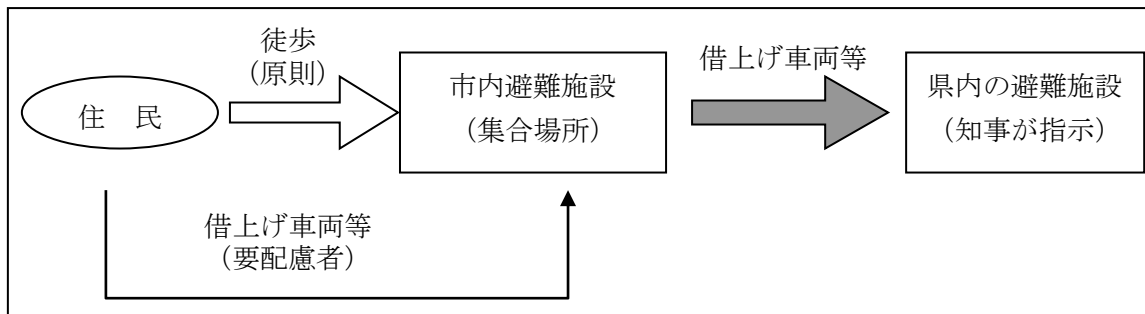 徒歩
（原則）
住　民
市内避難施設
（集合場所）
借上げ車両等
県内の避難施設
（知事が指示）
借上げ車両等
（要配慮者）